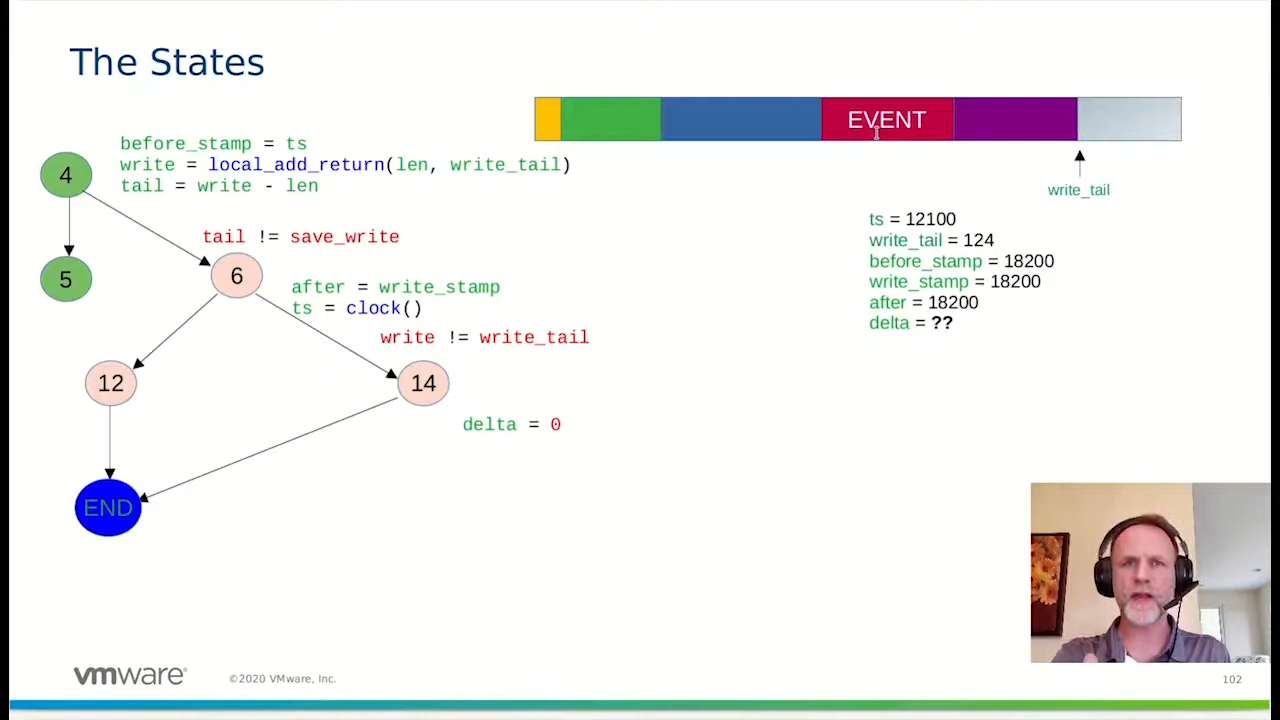 The States
EVENT
before_stamp = ts
write = local_add_return(len, write_tail)
tail = write - len
4
write_tail
tail != save_write
ts = 12100
write_tail = 124
before_stamp = 18200
write_stamp = 18200
after = 18200
delta = ??
5
6
after = write_stamp
ts = clock()
write != write_tail
12
14
delta = 0
END
vmware®
©2020 VMware, Inc.
102